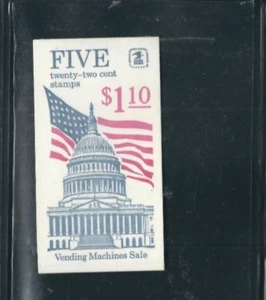 FIVE
twenty-two cent
stamps
$1.10
Vending Machines Sale